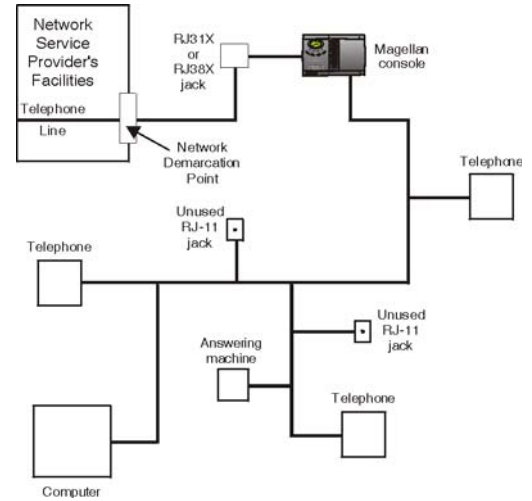 Network
Service
Provider's
Facilities
Telephone
Line
RJ31X
or
RJ38X
jack
Magellan
console
Network
Demarcation
Point
Telephone
Unused
RJ-11
jack
Telephone
Unused
RJ-11
jack
Answering
machine
Telephone
Computer